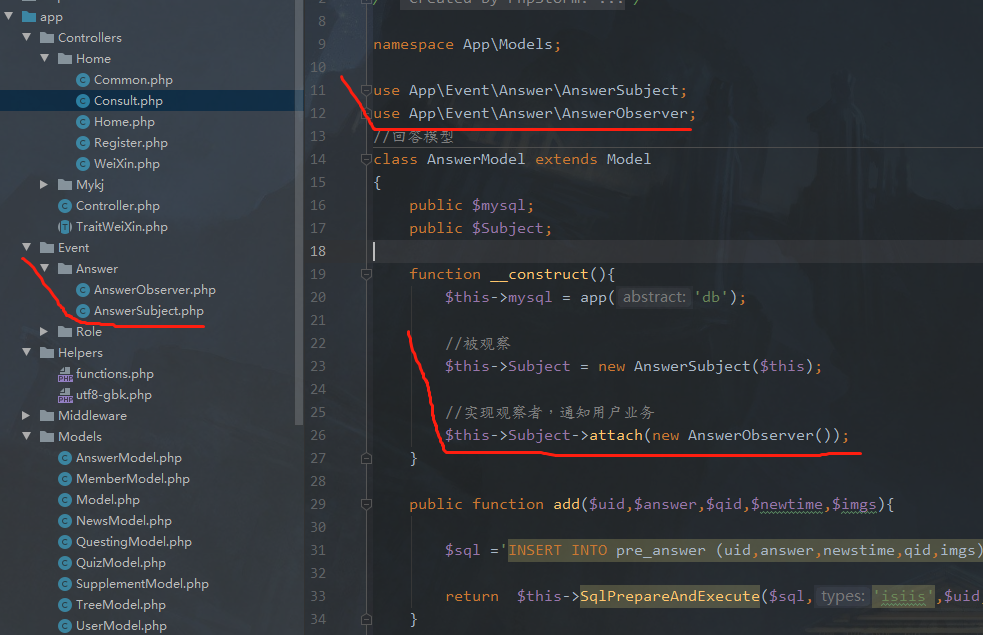 app
Controllers
Home
Common.php
Consult.php
Home.php
Register.php
WeiXin.php
Mykj
Controller.php
TraitWeiXin.php
Event
Answer
AnswerObserver.php
AnswerSubject.php
Role
Helpers
functions.php
utf8-gbk.php
Middleware
Models
AnswerModel.php
MemberModel.php
Model.php
NewsModel.php
QuestingModel.php
QuizModel.php
SupplementModel.php
TreeModel.php
UserModel.php
8
9 namespace App\Models;
10
11 use App\Event\Answer\AnswerSubject;
12 use App\Event\Answer\AnswerObserver;
13 //回答模型
14 class AnswerModel extends Model
15 {
16 public $mysql;
17 public $Subject;
18
19 function __construct(){
20 $this->mysql = app( abstract: 'db');
21
22 //被观察
23 $this->Subject = new AnswerSubject($this);
24
25 //实现观察者，通知用户业务
26 $this->Subject->attach(new AnswerObserver());
27 }
28
29 public function add($uid,$answer,$qid,$newtime,$imgs){
30
31 $sql ='INSERT INTO pre_answer (uid,answer,newstime,qid,imgs)
32
33 return $this->SqlPrepareAndExecute($sql, types: 'isiis',$uid
34 }